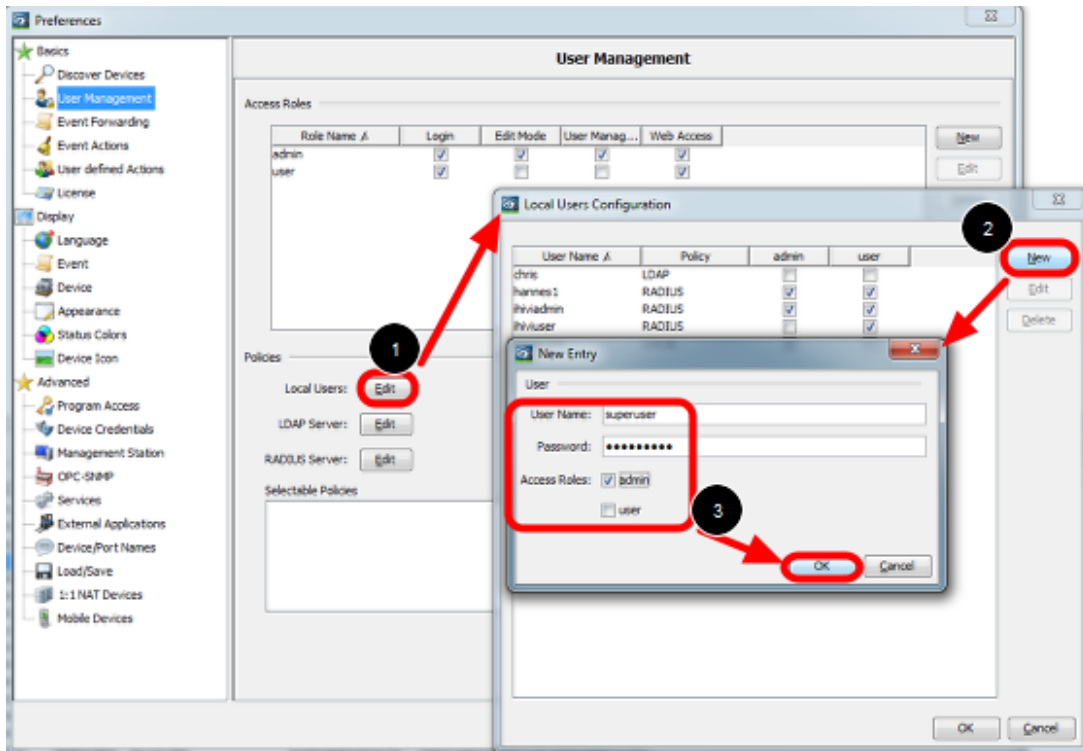 Preferences
Basics
Discover Devices
User Management
Event Forwarding
Event Actions
User defined Actions
License
Display
Language
Event
Device
Appearance
Status Colors
Device Icon
Advanced
Program Access
Device Credentials
Management Station
OPC-SNMP
Services
External Applications
Device/Port Names
Load/Save
1:1 NAT Devices
Mobile Devices
User Management
Access Roles
Role Name Login Edit Mode User Manag... Web Access
admin
user
New
Edit
Policies
1
Local Users: Edit
LDAP Server: Edit
RADIUS Server: Edit
Selectable Policies
Local Users Configuration
2
User Name Policy admin user
chris LDAP
hannes1 RADIUS
ihiviadmin RADIUS
ihiviuser RADIUS
New
Edit
Delete
New Entry
User
User Name: superuser
Password: •••••••••
Access Roles: admin
user
3
OK Cancel
OK Cancel